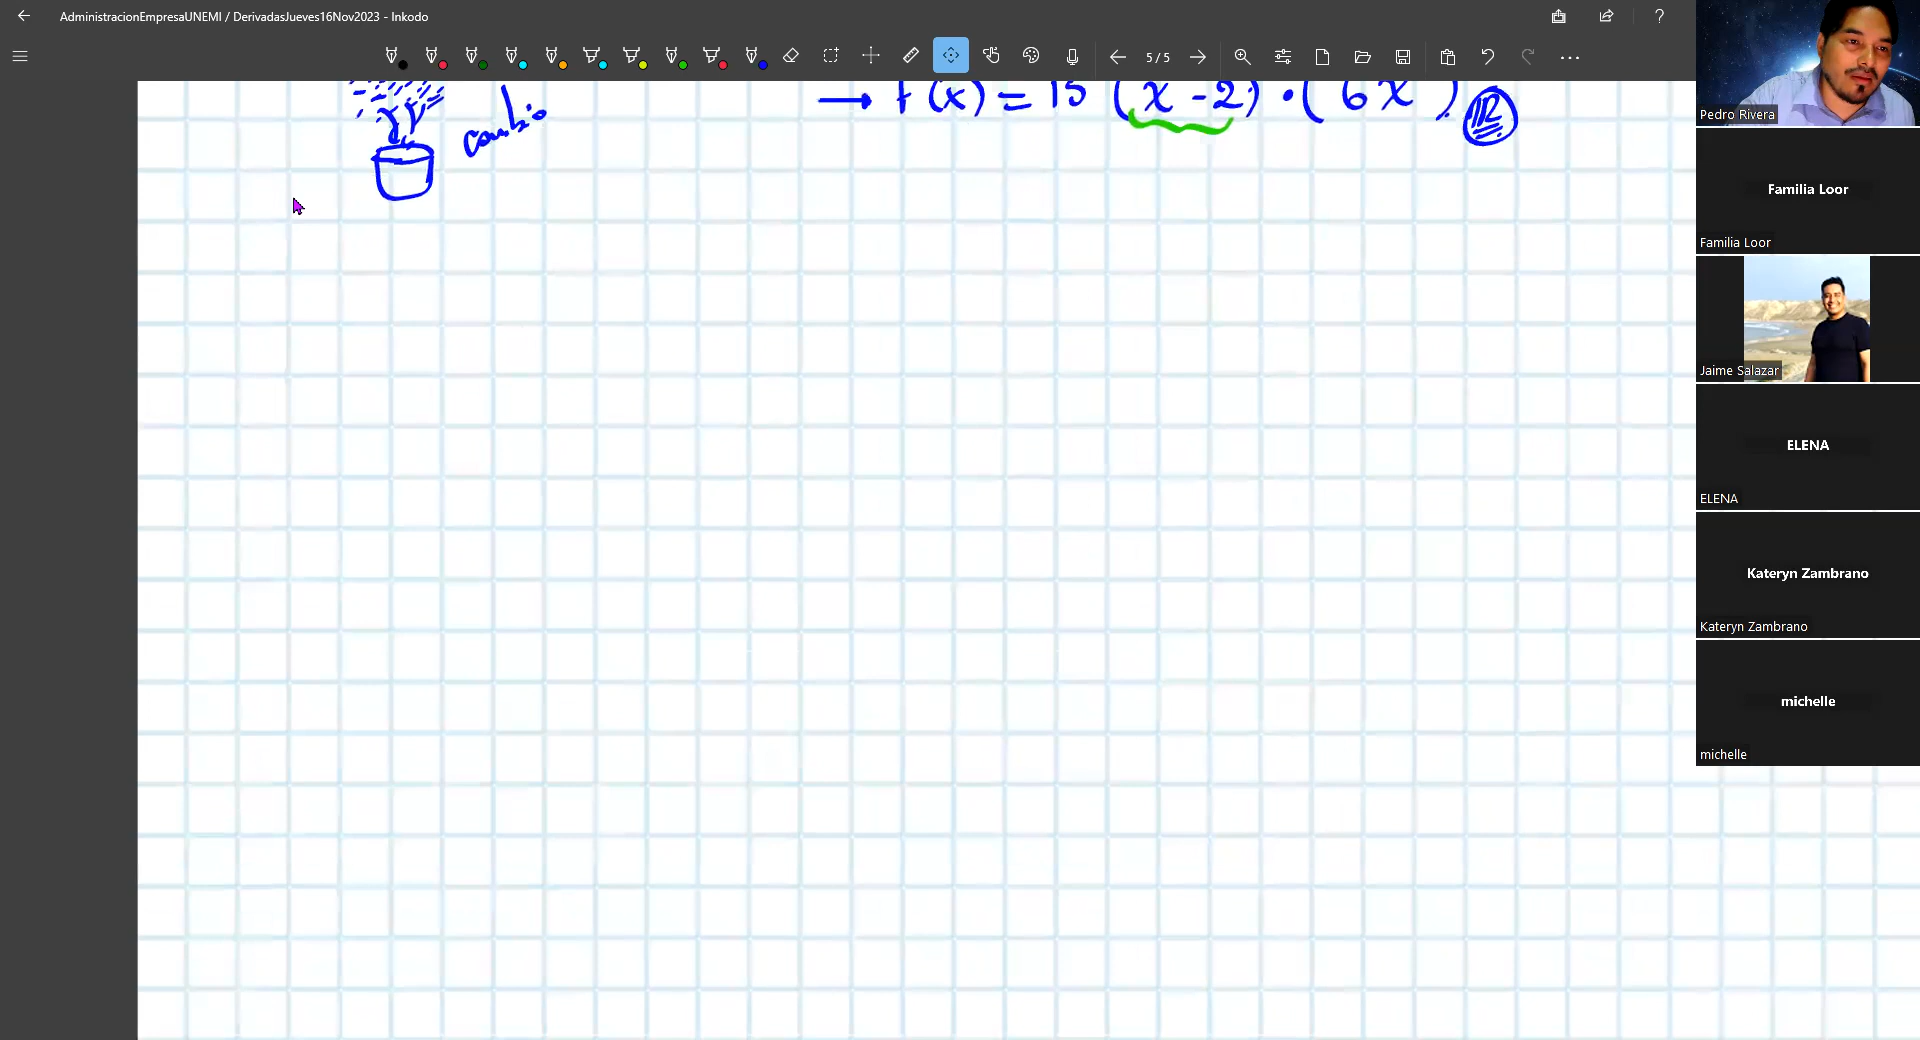 AdministracionEmpresaUNEMI / DerivadasJueves16Nov2023 - Inkodo
?
5 / 5
Pedro Rivera
cambio
→ f'(x) = 15 (x - 2) · (6x )
Familia Loor
Familia Loor
Jaime Salazar
ELENA
ELENA
Kateryn Zambrano
Kateryn Zambrano
michelle
michelle